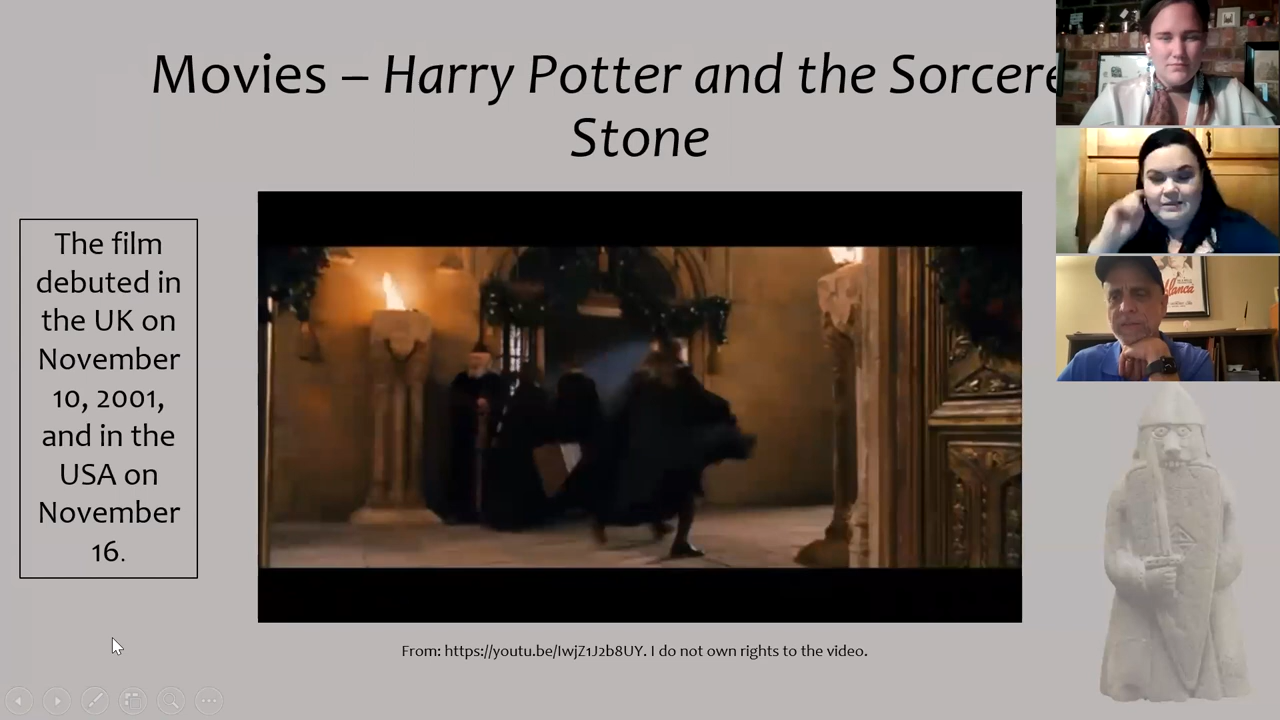 Movies – Harry Potter and the Sorcere
Stone
The film
debuted in
the UK on
November
10, 2001,
and in the
USA on
November
16.
From: https://youtu.be/IwjZ1J2b8UY. I do not own rights to the video.
blanca